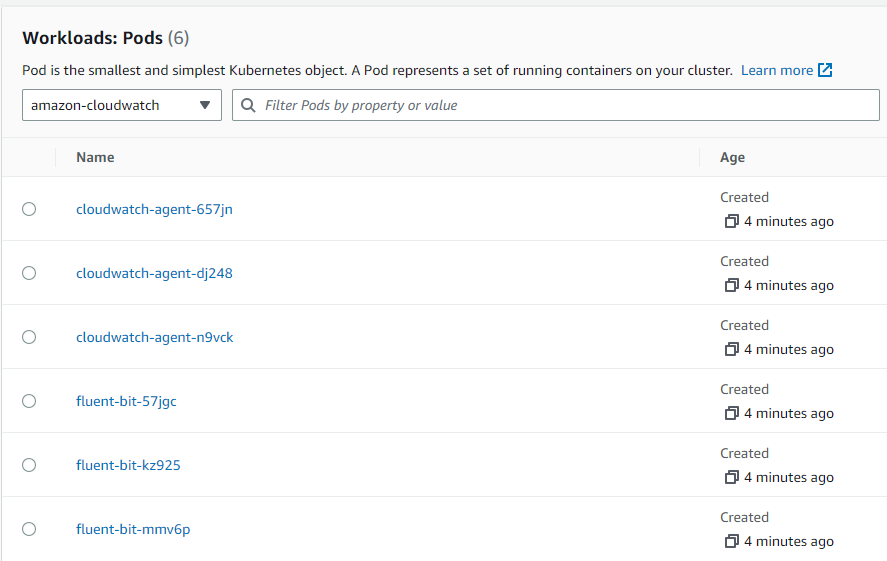 Workloads: Pods (6)
Pod is the smallest and simplest Kubernetes object. A Pod represents a set of running containers on your cluster. Learn more
amazon-cloudwatch Filter Pods by property or value
Name Age
cloudwatch-agent-657jn Created
4 minutes ago
cloudwatch-agent-dj248 Created
4 minutes ago
cloudwatch-agent-n9vck Created
4 minutes ago
fluent-bit-57jgc Created
4 minutes ago
fluent-bit-kz925 Created
4 minutes ago
fluent-bit-mmv6p Created
4 minutes ago